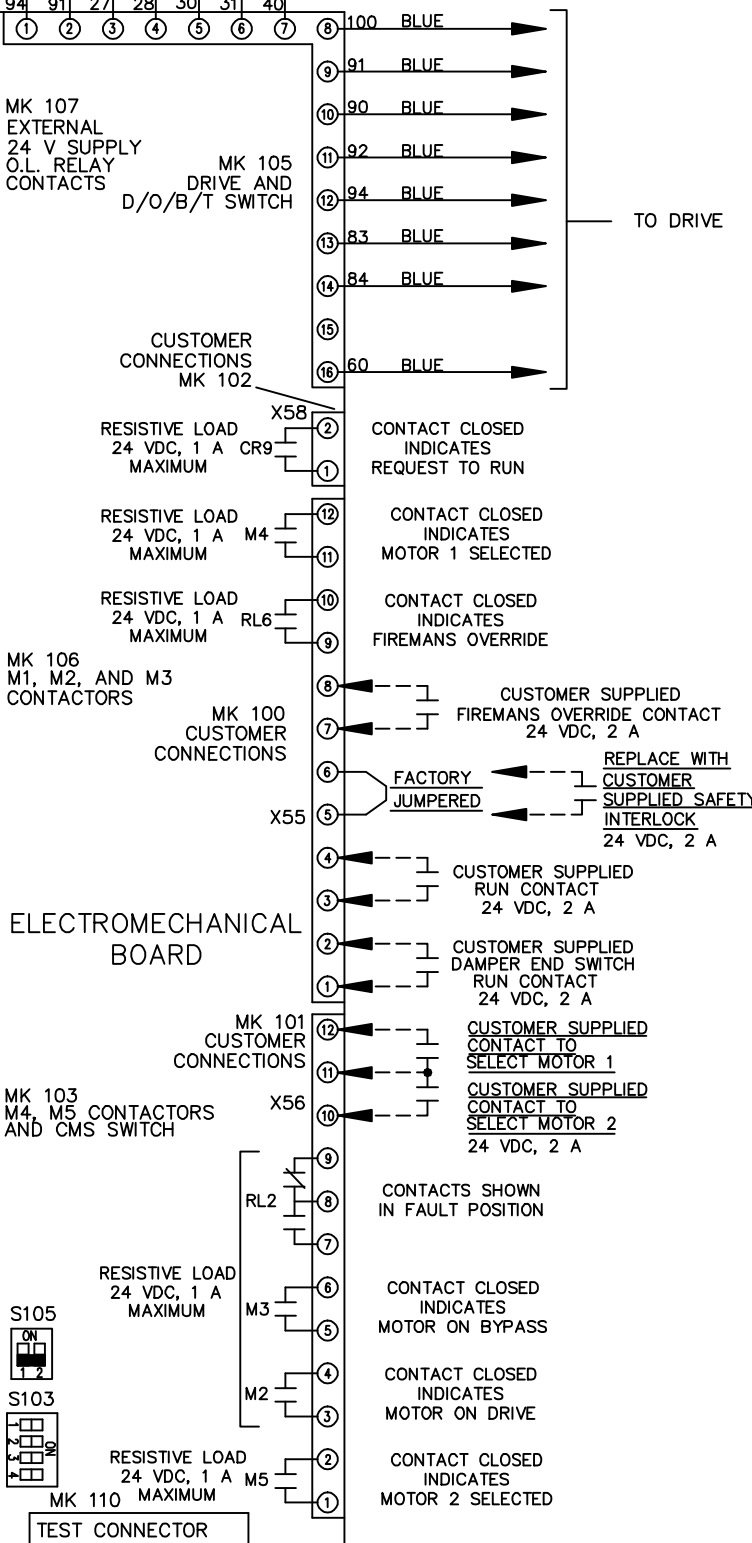 94 91 27 28 30 31 40
1 2 3 4 5 6 7 8 100 BLUE
9 91 BLUE
MK 107
EXTERNAL
24 V SUPPLY
O.L. RELAY
CONTACTS
10 90 BLUE
MK 105
DRIVE AND
D/O/B/T SWITCH
11 92 BLUE
12 94 BLUE
TO DRIVE
13 83 BLUE
14 84 BLUE
15
16 60 BLUE
CUSTOMER
CONNECTIONS
MK 102
X58
RESISTIVE LOAD
24 VDC, 1 A
MAXIMUM
CR9
2
1
CONTACT CLOSED
INDICATES
REQUEST TO RUN
RESISTIVE LOAD
24 VDC, 1 A
MAXIMUM
M4
12
11
CONTACT CLOSED
INDICATES
MOTOR 1 SELECTED
RESISTIVE LOAD
24 VDC, 1 A
MAXIMUM
RL6
10
9
CONTACT CLOSED
INDICATES
FIREMANS OVERRIDE
MK 106
M1, M2, AND M3
CONTACTORS
MK 100
CUSTOMER
CONNECTIONS
8
7
CUSTOMER SUPPLIED
FIREMANS OVERRIDE CONTACT
24 VDC, 2 A
X55
6
5
FACTORY
JUMPERED
REPLACE WITH
CUSTOMER
SUPPLIED SAFETY
INTERLOCK
24 VDC, 2 A
4
3
CUSTOMER SUPPLIED
RUN CONTACT
24 VDC, 2 A
ELECTROMECHANICAL
BOARD
2
1
CUSTOMER SUPPLIED
DAMPER END SWITCH
RUN CONTACT
24 VDC, 2 A
MK 101
CUSTOMER
CONNECTIONS
X56
12
11
10
CUSTOMER SUPPLIED
CONTACT TO
SELECT MOTOR 1
CUSTOMER SUPPLIED
CONTACT TO
SELECT MOTOR 2
24 VDC, 2 A
MK 103
M4, M5 CONTACTORS
AND CMS SWITCH
RL2
9
8
7
CONTACTS SHOWN
IN FAULT POSITION
RESISTIVE LOAD
24 VDC, 1 A
MAXIMUM
M3
6
5
CONTACT CLOSED
INDICATES
MOTOR ON BYPASS
M2
4
3
CONTACT CLOSED
INDICATES
MOTOR ON DRIVE
S105
ON
1 2
S103
1
2
3
4
ON
RESISTIVE LOAD
24 VDC, 1 A
MAXIMUM
M5
2
1
CONTACT CLOSED
INDICATES
MOTOR 2 SELECTED
MK 110
TEST CONNECTOR